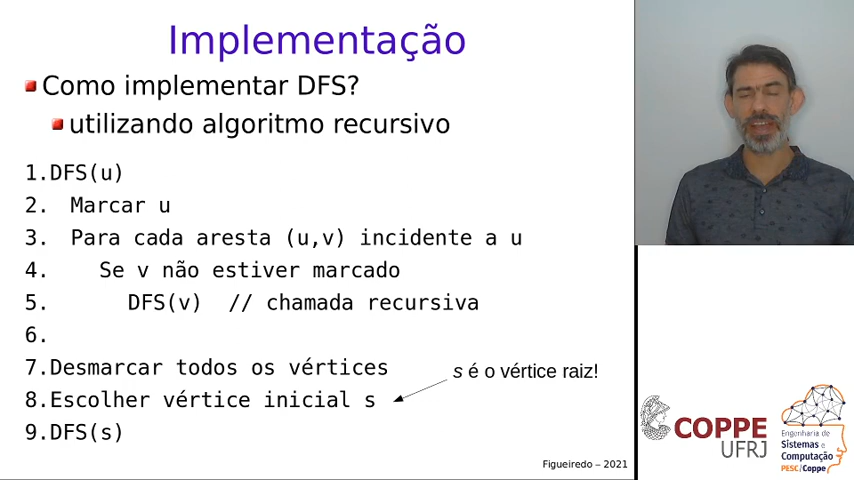 Implementação
Como implementar DFS?
utilizando algoritmo recursivo
1.DFS(u)
2. Marcar u
3. Para cada aresta (u,v) incidente a u
4. Se v não estiver marcado
5. DFS(v) // chamada recursiva
6.
7.Desmarcar todos os vértices
8.Escolher vértice inicial s
s é o vértice raiz!
9.DFS(s)
Figueiredo – 2021
COPPE
UFRJ
Engenharia de
Sistemas e
Computação
PESC/Coppe